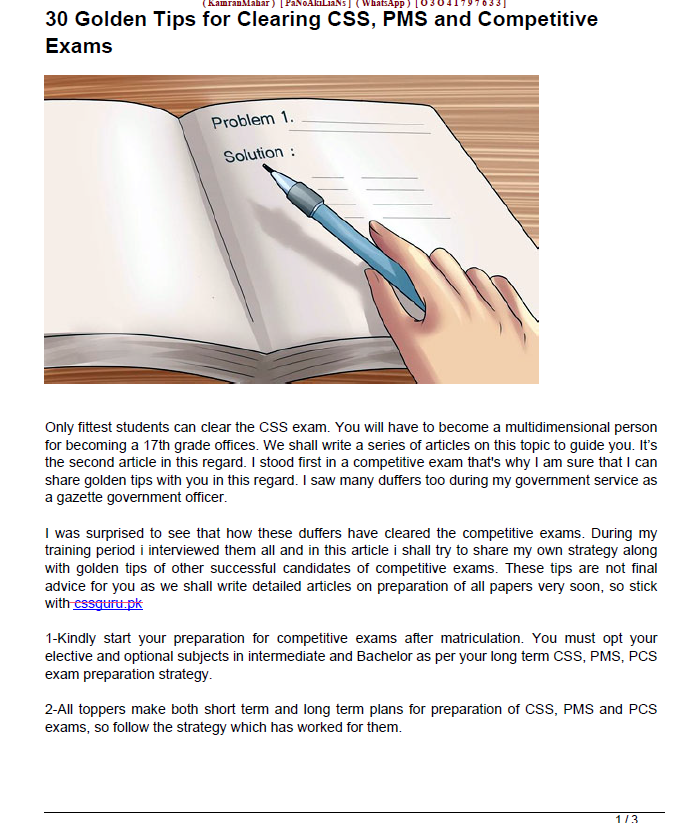 ( KamranMahar ) [ PaNoAkiLiaNs ] ( WhatsApp ) [ 0 3 0 4 1 7 9 7 6 3 3 ]
30 Golden Tips for Clearing CSS, PMS and Competitive
Exams
Problem 1.
Solution :
Only fittest students can clear the CSS exam. You will have to become a multidimensional person
for becoming a 17th grade offices. We shall write a series of articles on this topic to guide you. It's
the second article in this regard. I stood first in a competitive exam that's why I am sure that I can
share golden tips with you in this regard. I saw many duffers too during my government service as
a gazette government officer.
I was surprised to see that how these duffers have cleared the competitive exams. During my
training period i interviewed them all and in this article i shall try to share my own strategy along
with golden tips of other successful candidates of competitive exams. These tips are not final
advice for you as we shall write detailed articles on preparation of all papers very soon, so stick
with cssguru.pk
1-Kindly start your preparation for competitive exams after matriculation. You must opt your
elective and optional subjects in intermediate and Bachelor as per your long term CSS, PMS, PCS
exam preparation strategy.
2-All toppers make both short term and long term plans for preparation of CSS, PMS and PCS
exams, so follow the strategy which has worked for them.
1 / 3